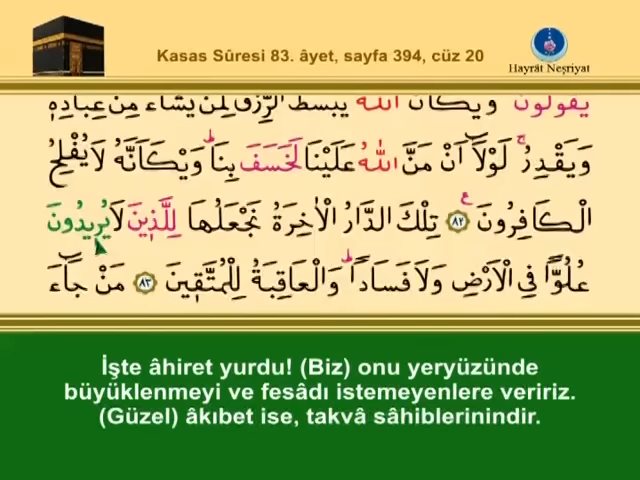 Kasas Sûresi 83. âyet, sayfa 394, cüz 20
Hayrât Neşriyat
يَقُولُونَ وَيْكَاَنَّ اللّٰهَ يَبْسُطُ الرِّزْقَ لِمَنْ يَشَٓاءُ مِنْ عِبَادِه۪
وَيَقْدِرُۚ لَوْلَٓا اَنْ مَنَّ اللّٰهُ عَلَيْنَا لَخَسَفَ بِنَاۜ وَيْكَاَنَّهُ لَا يُفْلِحُ
الْكَافِرُونَ ﴿٨٢﴾ تِلْكَ الدَّارُ الْاٰخِرَةُ نَجْعَلُهَا لِلَّذ۪ينَ لَا يُر۪يدُونَ
عُلُوًّا فِي الْاَرْضِ وَلَا فَسَادًاۜ وَالْعَاقِبَةُ لِلْمُتَّق۪ينَ ﴿٨٣﴾ مَنْ جَٓاءَ
İşte âhiret yurdu! (Biz) onu yeryüzünde
büyüklenmeyi ve fesâdı istemeyenlere veririz.
(Güzel) âkıbet ise, takvâ sâhiblerinindir.